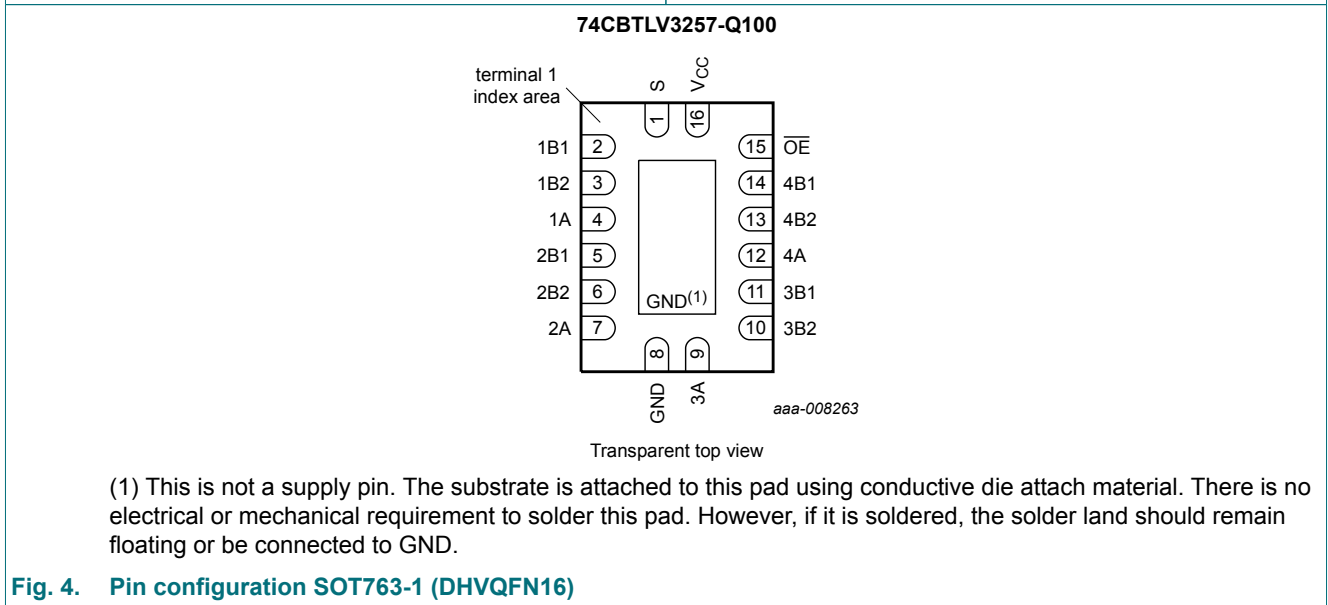 74CBTLV3257-Q100
terminal 1
index area
S
VCC
1
16
1B1 2
15 OE
1B2 3
14 4B1
1A 4
13 4B2
2B1 5
12 4A
2B2 6
11 3B1
2A 7
10 3B2
GND(1)
8
9
GND
3A
aaa-008263
Transparent top view
(1) This is not a supply pin. The substrate is attached to this pad using conductive die attach material. There is no
electrical or mechanical requirement to solder this pad. However, if it is soldered, the solder land should remain
floating or be connected to GND.
Fig. 4. Pin configuration SOT763-1 (DHVQFN16)